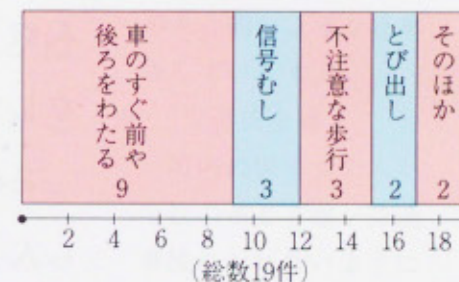 車のすぐ前や
後ろをわたる
9
信号むし
3
不注意な歩行
3
とび出し
2
そのほか
2
2 4 6 8 10 12 14 16 18
(総数19件)